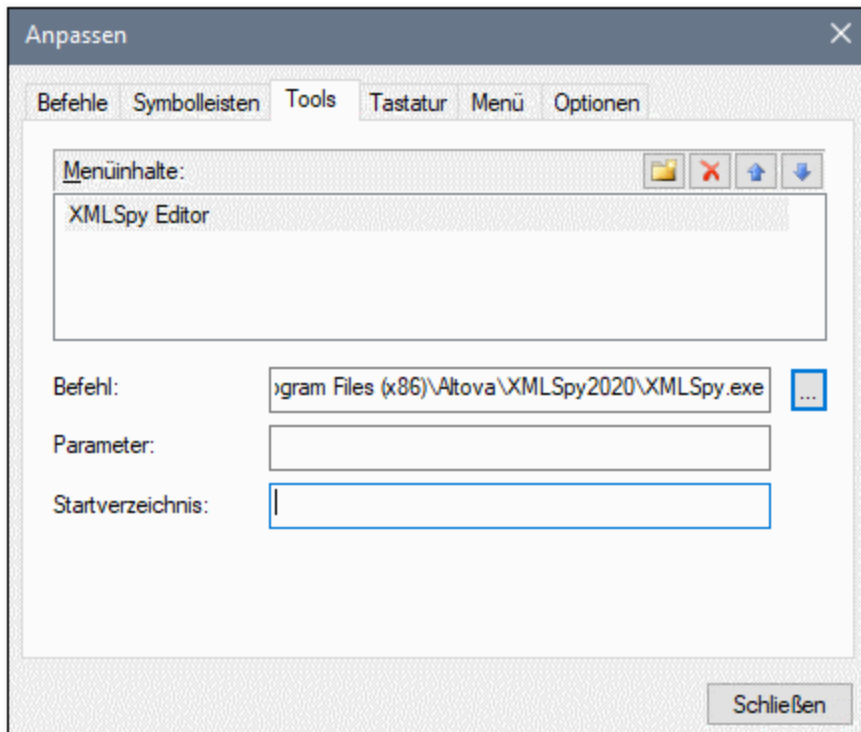 Anpassen
Befehle Symbolleisten Tools Tastatur Menü Optionen
Menüinhalte:
XMLSpy Editor
Befehl: ogram Files (x86)\Altova\XMLSpy2020\XMLSpy.exe ...
Parameter:
Startverzeichnis:
Schließen